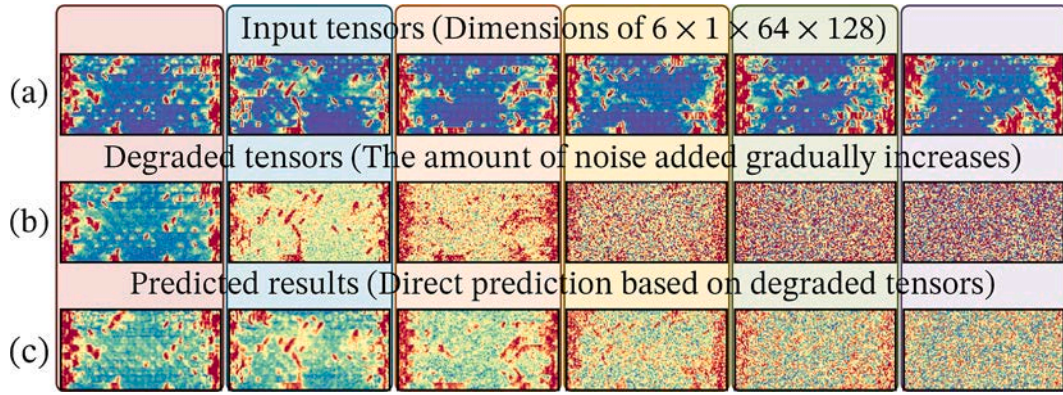 Input tensors (Dimensions of 6 × 1 × 64 × 128)
(a)
Degraded tensors (The amount of noise added gradually increases)
(b)
Predicted results (Direct prediction based on degraded tensors)
(c)